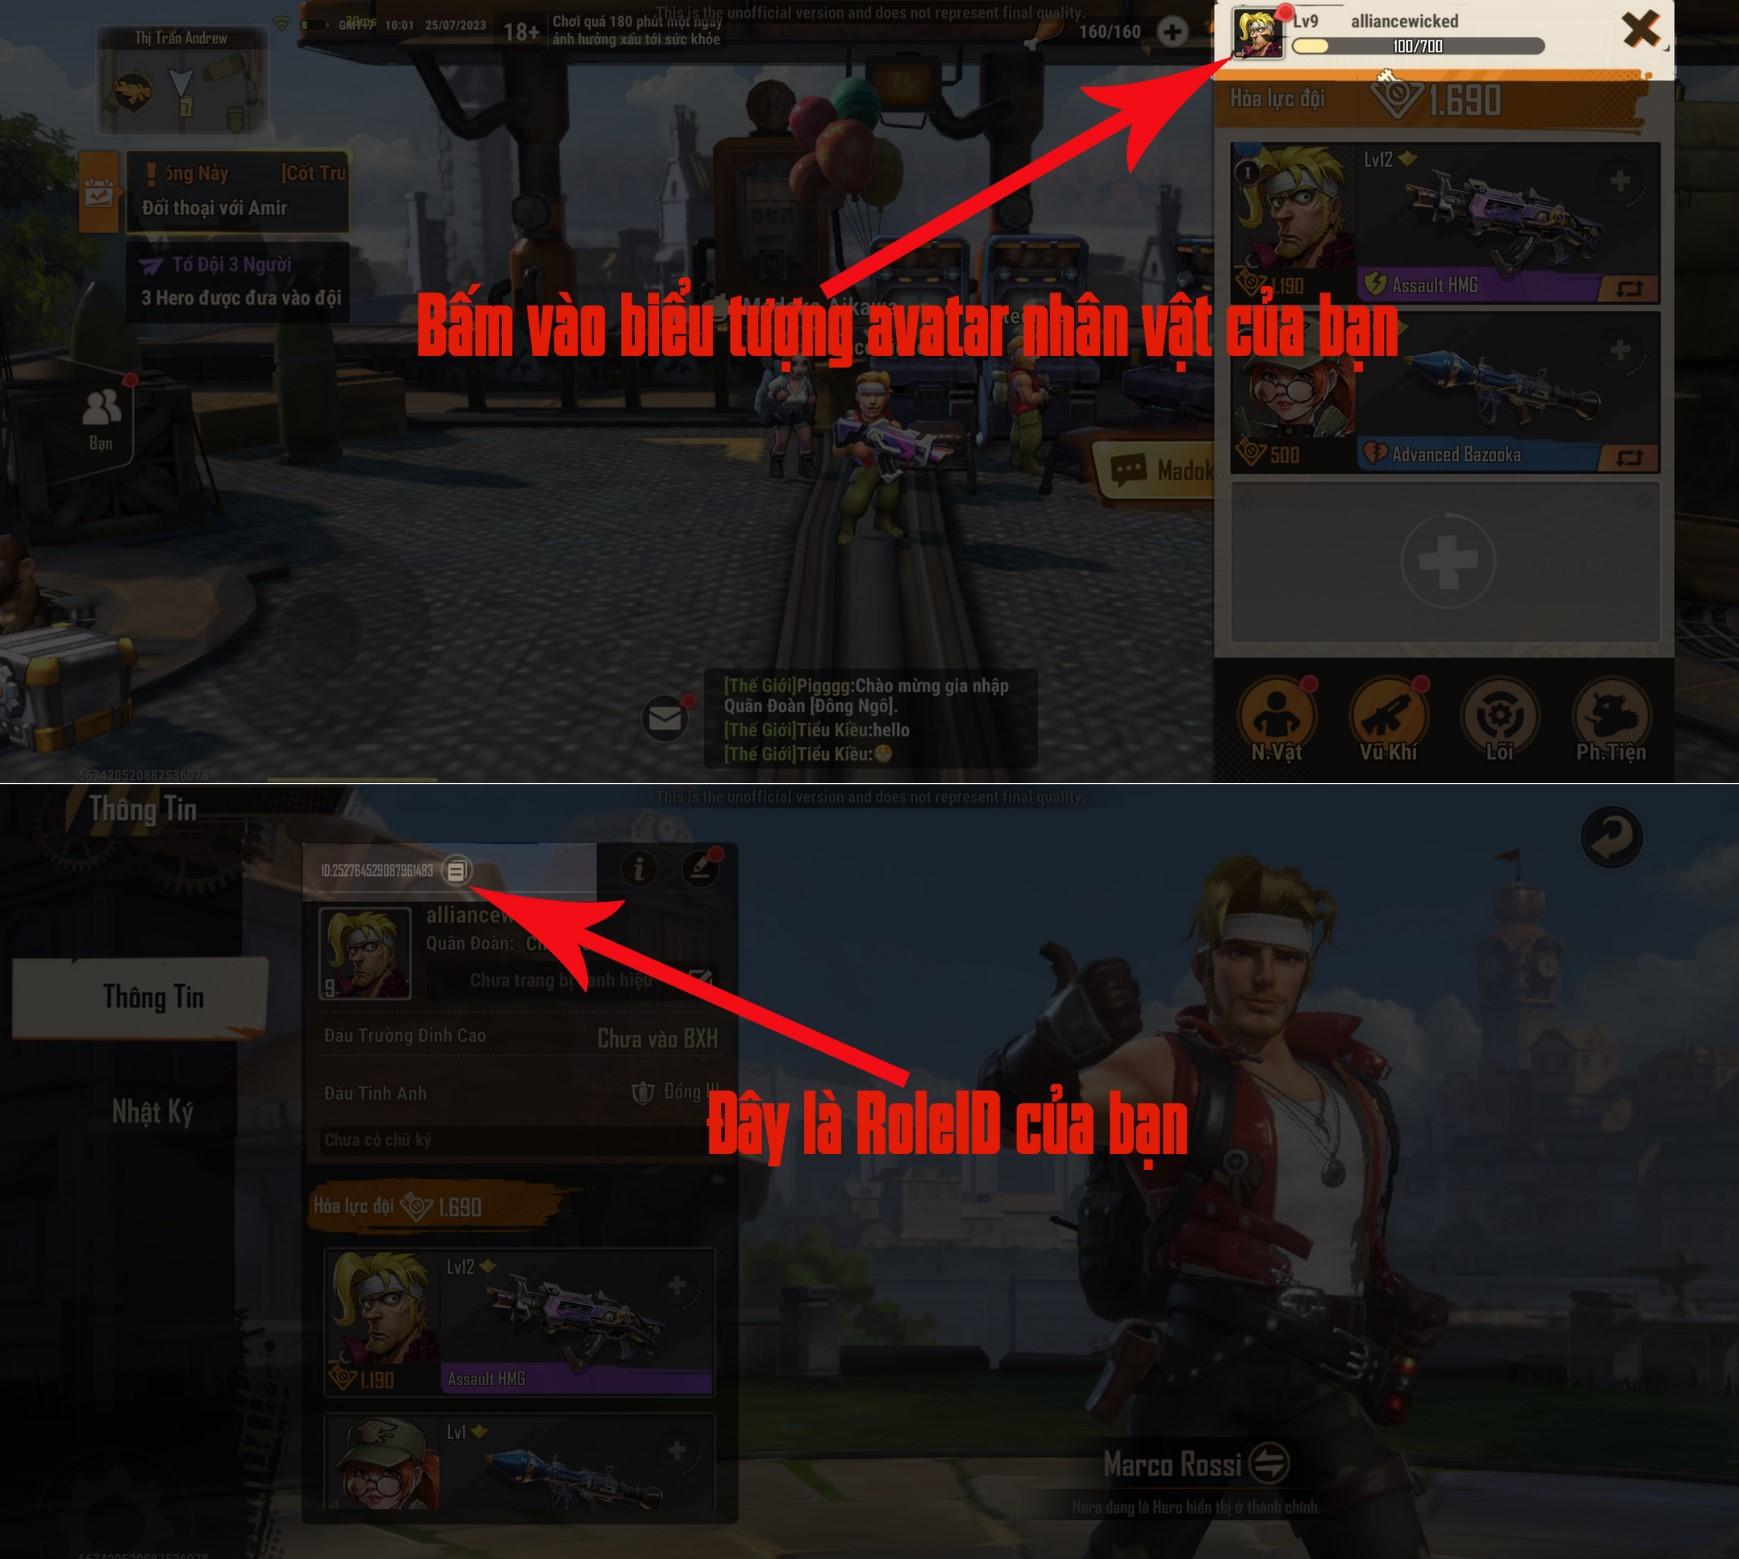 Thị Trấn Andrew
20ms
GMT+7 10:01 25/07/2023
18+
Chơi quá 180 phút một ngày
ảnh hưởng xấu tới sức khỏe
This is the unofficial version and does not represent final quality.
160/160
Lv9 alliancewicked
100/700
Hỏa lực đội 1.690
óng Nảy [Cốt Tru
Đối thoại với Amir
Tổ Đội 3 Người
3 Hero được đưa vào đội
Lv12
1.190
Assault HMG
Bấm vào biểu tượng avatar nhân vật của bạn
Bạn
Madok
500
Advanced Bazooka
[Thế Giới]Pigggg:Chào mừng gia nhập
Quân Đoàn [Đông Ngô].
[Thế Giới]Tiểu Kiều:hello
[Thế Giới]Tiểu Kiều:
N.Vật
Vũ Khí
Lõi
Ph.Tiện
667420520887536078
Thông Tin
This is the unofficial version and does not represent final quality.
ID:252764529087961483
alliancew
Quân Đoàn:
Thông Tin
Chưa trang bị danh hiệu
Đấu Trường Đỉnh Cao
Chưa vào BXH
Nhật Ký
Đấu Tinh Anh
Đồng
Chưa có chữ ký
Đây là RoleID của bạn
Hỏa lực đội 1.690
Lv12
1.190
Assault HMG
Lv1
Marco Rossi
Hero đang là Hero hiển thị ở thành chính.